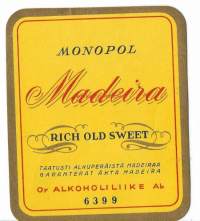 MONOPOL
Madeira
RICH OLD SWEET
TAATUSTI ALKUPERÄISTÄ MADEIRAA
GARANTERAT ÄKTA MADEIRA
OY ALKOHOLILIIKE AB
6399